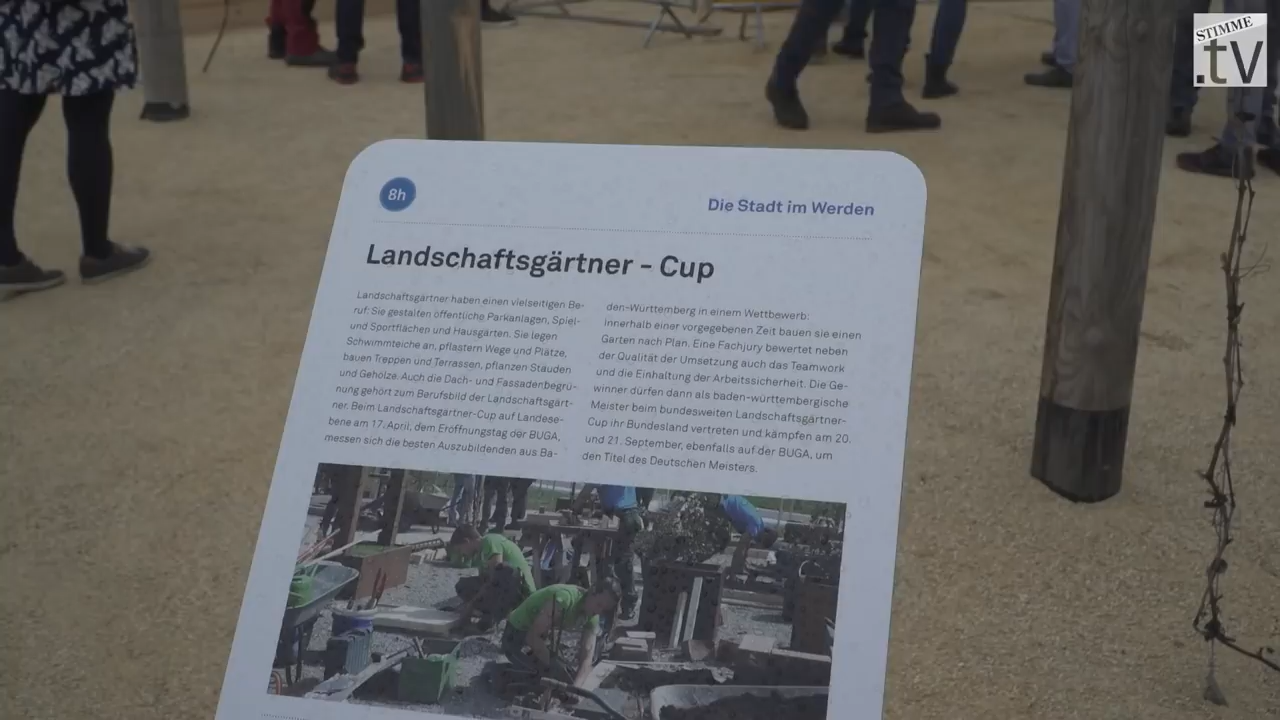 STIMME
.tv
8h
Die Stadt im Werden
Landschaftsgärtner - Cup
Landschaftsgärtner haben einen vielseitigen Be-
ruf: Sie gestalten öffentliche Parkanlagen, Spiel-
und Sportflächen und Hausgärten. Sie legen
Schwimmteiche an, pflastern Wege und Plätze,
bauen Treppen und Terrassen, pflanzen Stauden
und Gehölze. Auch die Dach- und Fassadenbegrü-
nung gehört zum Berufsbild der Landschaftsgärt-
ner. Beim Landschaftsgärtner-Cup auf Landese-
bene am 17. April, dem Eröffnungstag der BUGA,
messen sich die besten Auszubildenden aus Ba-
den-Württemberg in einem Wettbewerb:
innerhalb einer vorgegebenen Zeit bauen sie einen
Garten nach Plan. Eine Fachjury bewertet neben
der Qualität der Umsetzung auch das Teamwork
und die Einhaltung der Arbeitssicherheit. Die Ge-
winner dürfen dann als baden-württembergische
Meister beim bundesweiten Landschaftsgärtner-
Cup ihr Bundesland vertreten und kämpfen am 20.
und 21. September, ebenfalls auf der BUGA, um
den Titel des Deutschen Meisters.